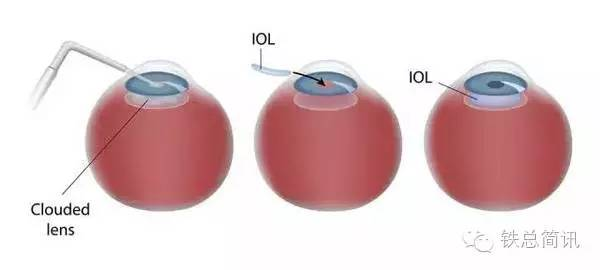 IOL
IOL
Clouded
lens
铁总简讯